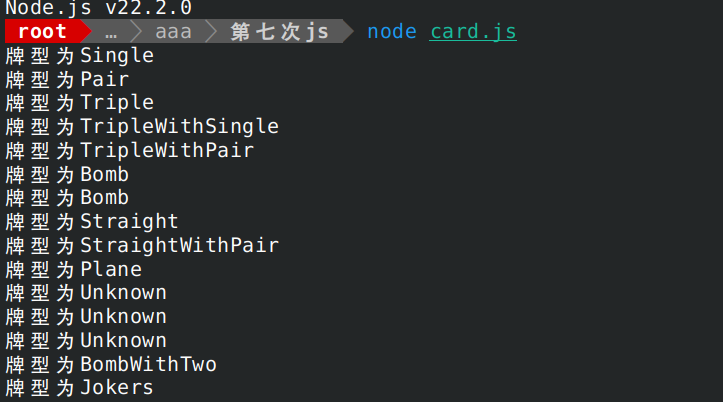 Node.js v22.2.0
root … aaa 第七次js node card.js
牌型为Single
牌型为Pair
牌型为Triple
牌型为TripleWithSingle
牌型为TripleWithPair
牌型为Bomb
牌型为Bomb
牌型为Straight
牌型为StraightWithPair
牌型为Plane
牌型为Unknown
牌型为Unknown
牌型为Unknown
牌型为BombWithTwo
牌型为Jokers